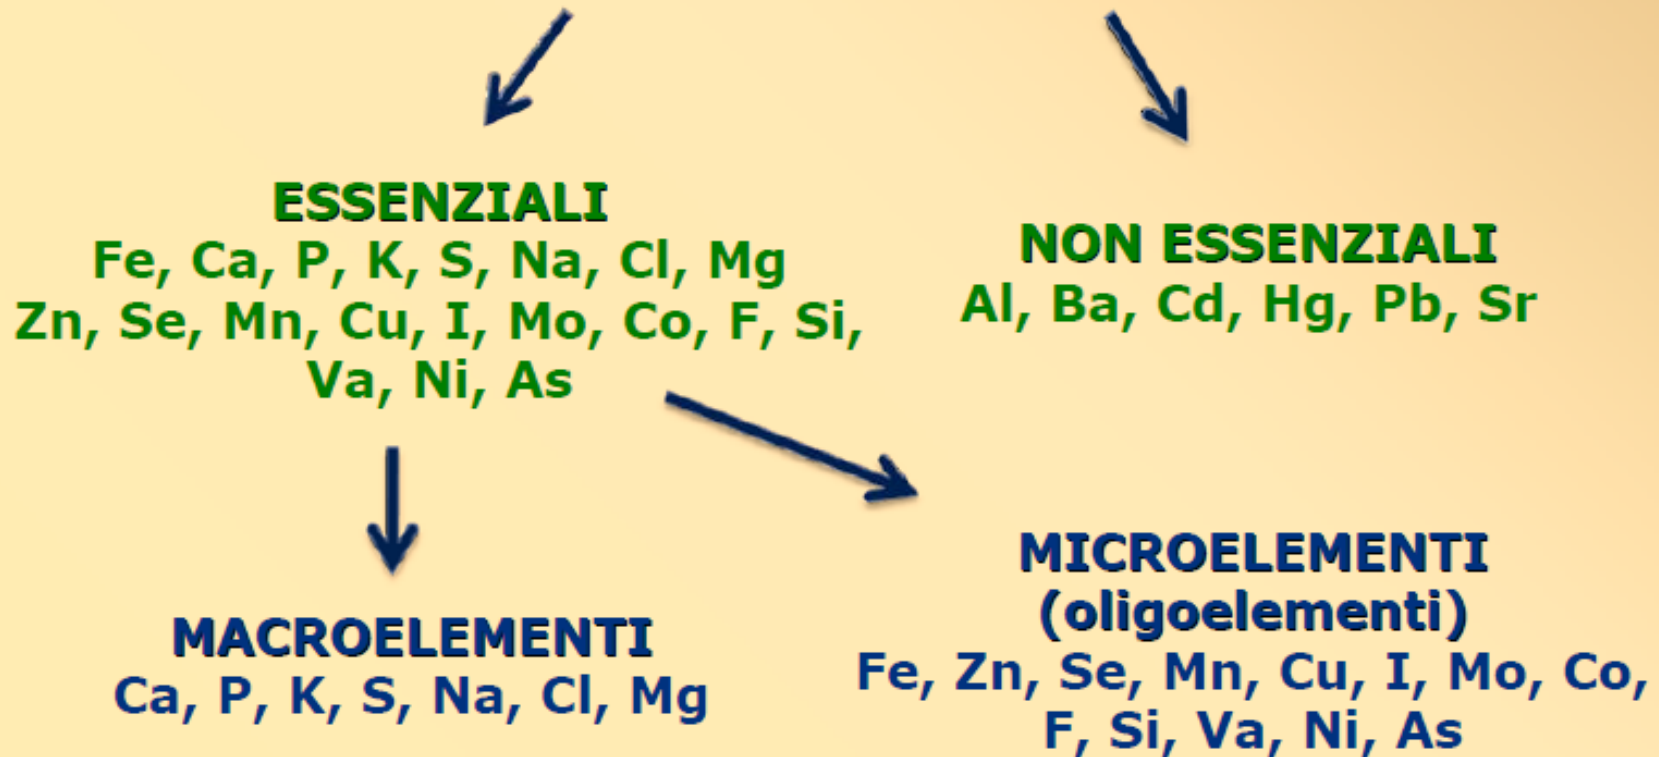 ESSENZIALI
Fe, Ca, P, K, S, Na, Cl, Mg
Zn, Se, Mn, Cu, I, Mo, Co, F, Si,
Va, Ni, As
NON ESSENZIALI
Al, Ba, Cd, Hg, Pb, Sr
MACROELEMENTI
Ca, P, K, S, Na, Cl, Mg
MICROELEMENTI
(oligoelementi)
Fe, Zn, Se, Mn, Cu, I, Mo, Co,
F, Si, Va, Ni, As